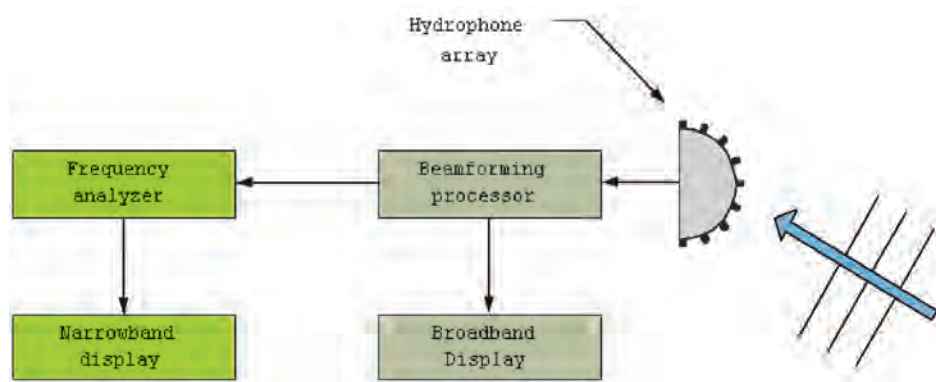 Hydrophone
array
Frequency
analyzer
Beamforming
processor
Narrowband
display
Broadband
Display